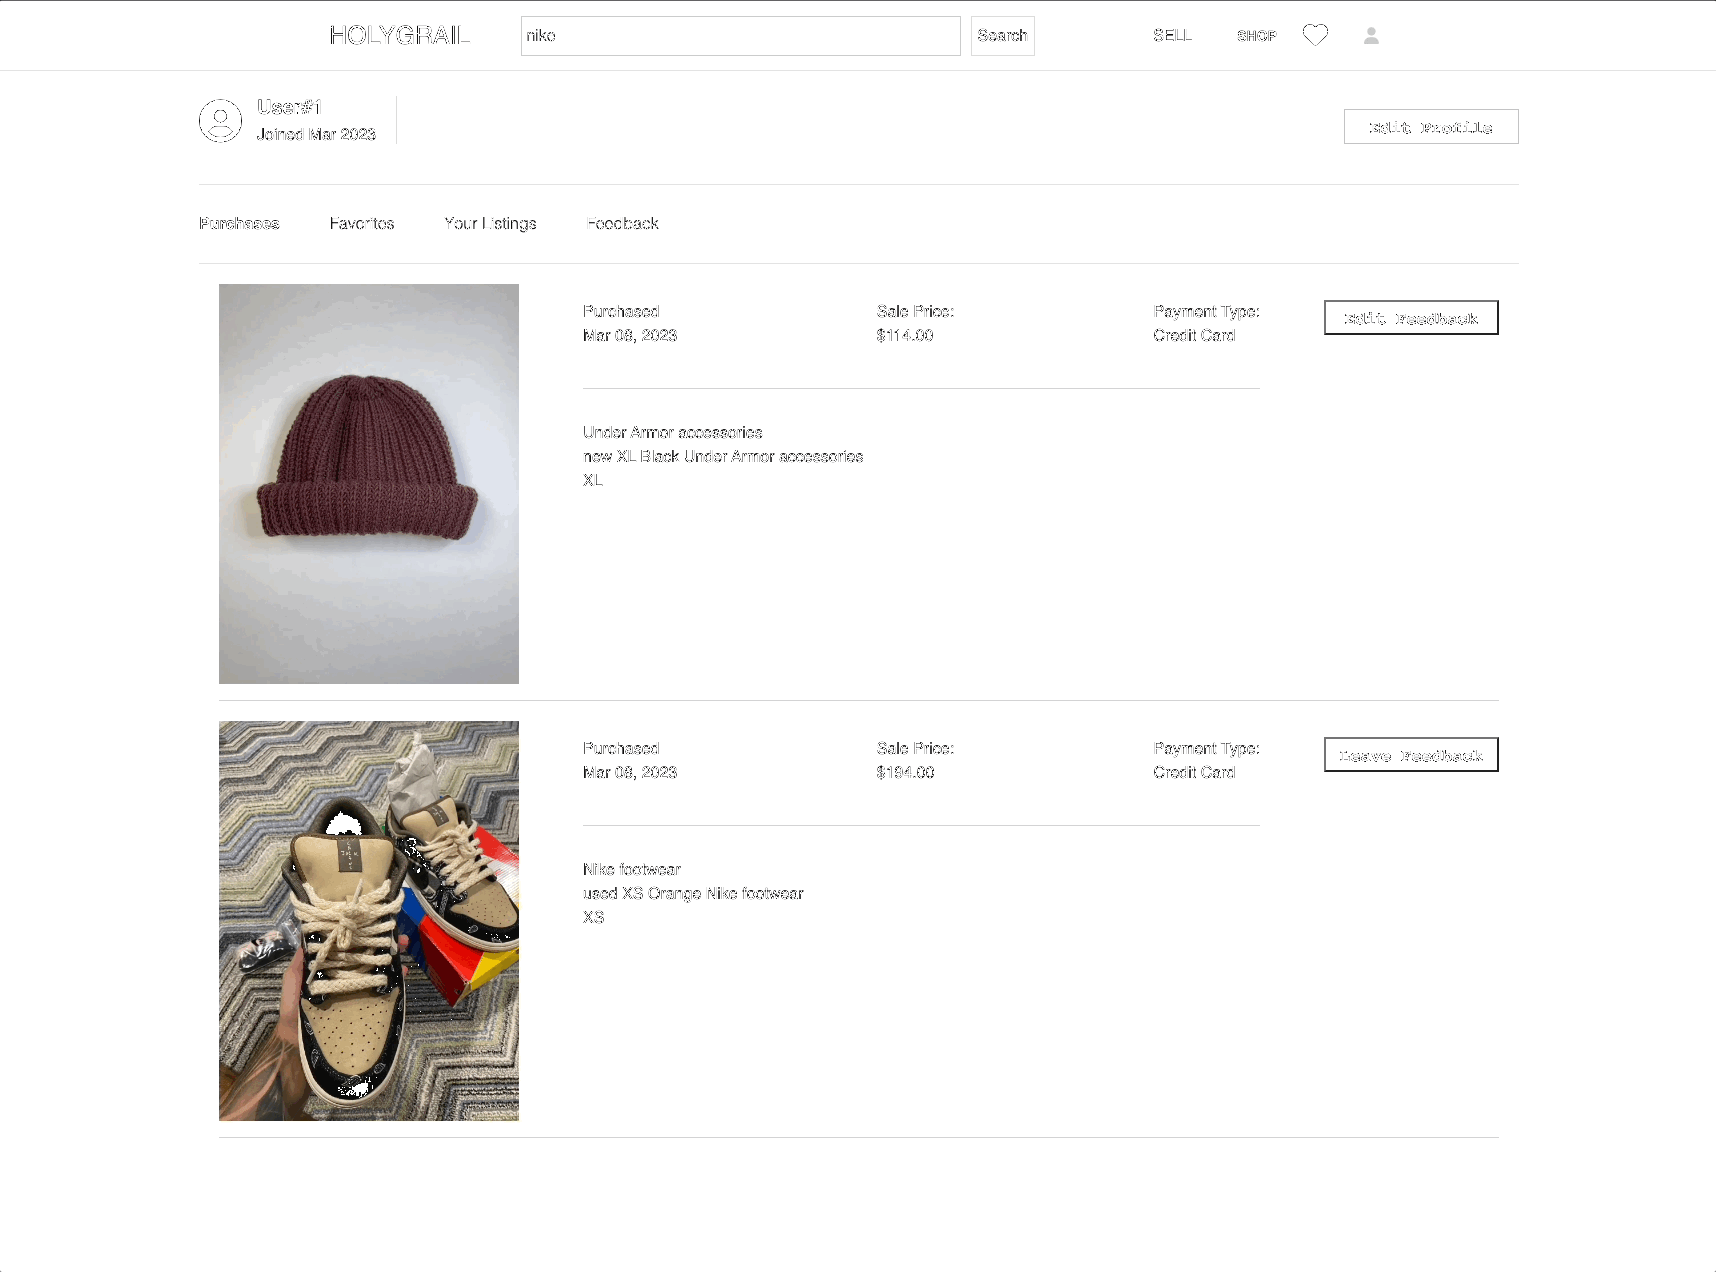 HOLYGRAIL
nike
Search
SELL
SHOP
User#1
Joined Mar 2023
Edit Profile
Purchases
Favorites
Your Listings
Feedback
Purchased
Mar 08, 2023
Sale Price:
$114.00
Payment Type:
Credit Card
Edit Feedback
Under Armor accessories
new XL Black Under Armor accessories
XL
Purchased
Mar 08, 2023
Sale Price:
$194.00
Payment Type:
Credit Card
Leave Feedback
Nike footwear
used XS Orange Nike footwear
XS